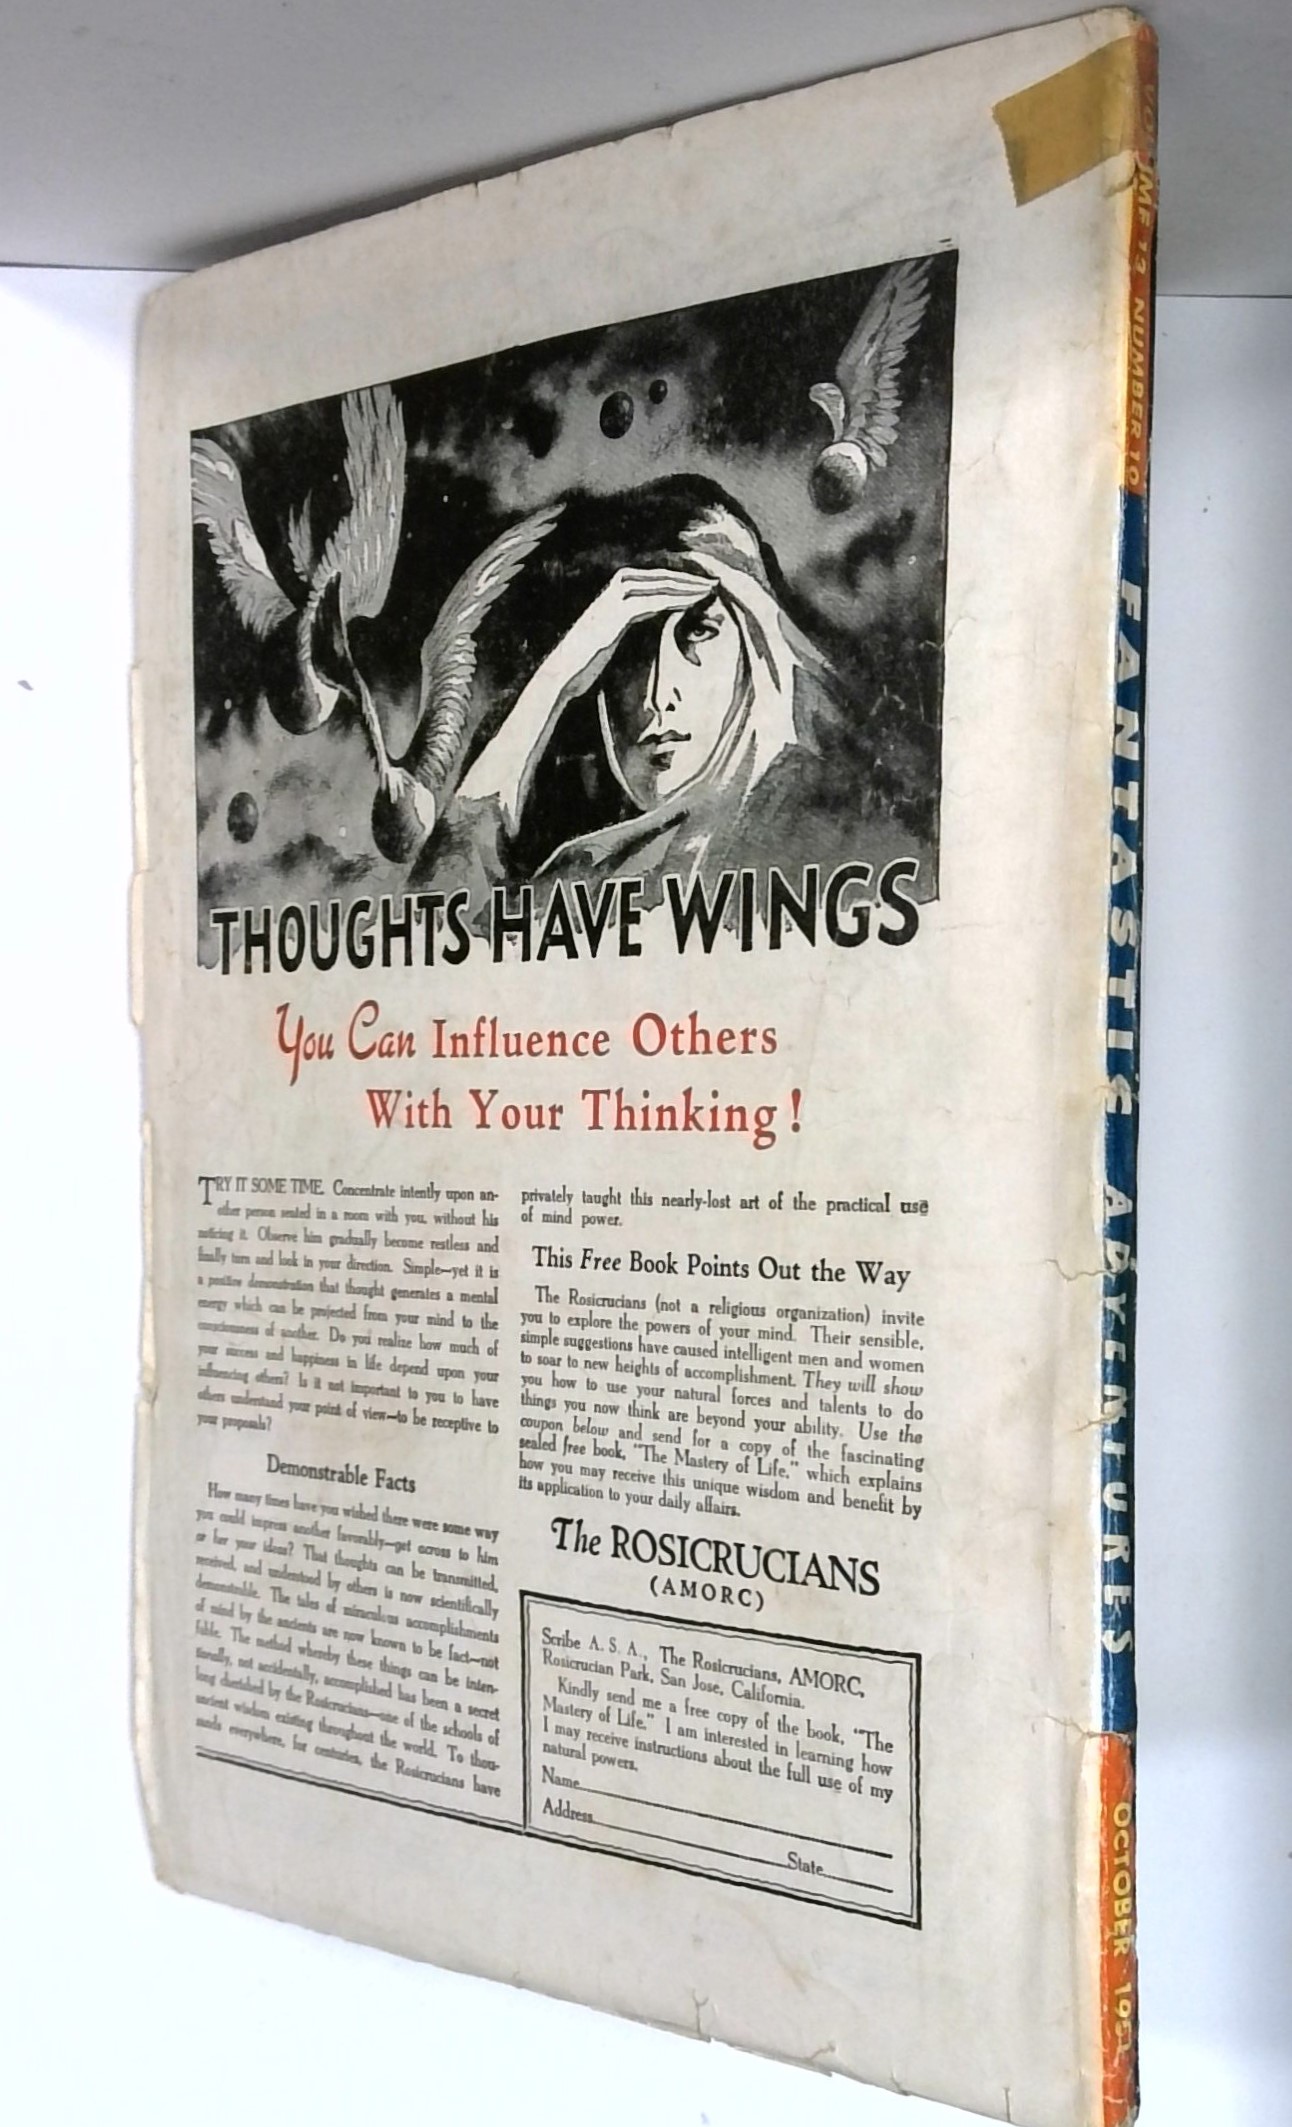 THOUGHTS HAVE WINGS
You Can Influence Others
With Your Thinking!
TRY IT SOME TIME. Concentrate intently upon an-
other person seated in a room with you, without his
noticing it. Observe him gradually become restless and
finally turn and look in your direction. Simple—yet it is
a positive demonstration that thought generates a mental
energy which can be projected from your mind to the
consciousness of another. Do you realize how much of
your success and happiness in life depend upon your
influencing others? Is it not important to you to have
others understand your point of view—to be receptive to
your proposals?
Demonstrable Facts
How many times have you wished there were some way
you could impress another favorably—get across to him
or her your ideas? That thoughts can be transmitted,
received, and understood by others is now scientifically
demonstrable. The tales of miraculous accomplishments
of mind by the ancients are now known to be fact—not
fable. The method whereby these things can be inten-
tionally, not accidentally, accomplished has been a secret
long cherished by the Rosicrucians—one of the schools of
ancient wisdom existing throughout the world. To thou-
sands everywhere, for centuries, the Rosicrucians have
privately taught this nearly-lost art of the practical use
of mind power.
This Free Book Points Out the Way
The Rosicrucians (not a religious organization) invite
you to explore the powers of your mind. Their sensible,
simple suggestions have caused intelligent men and women
to soar to new heights of accomplishment. They will show
you how to use your natural forces and talents to do
things you now think are beyond your ability. Use the
coupon below and send for a copy of the fascinating
sealed free book, "The Mastery of Life," which explains
how you may receive this unique wisdom and benefit by
its application to your daily affairs.
The ROSICRUCIANS
(AMORC)
Scribe A. S. A., The Rosicrucians, AMORC,
Rosicrucian Park, San Jose, California.
Kindly send me a free copy of the book, "The
Mastery of Life." I am interested in learning how
I may receive instructions about the full use of my
natural powers.
Name
Address
State
VOLUME 13 NUMBER 10
FANTASTIC ADVENTURES
OCTOBER 1951